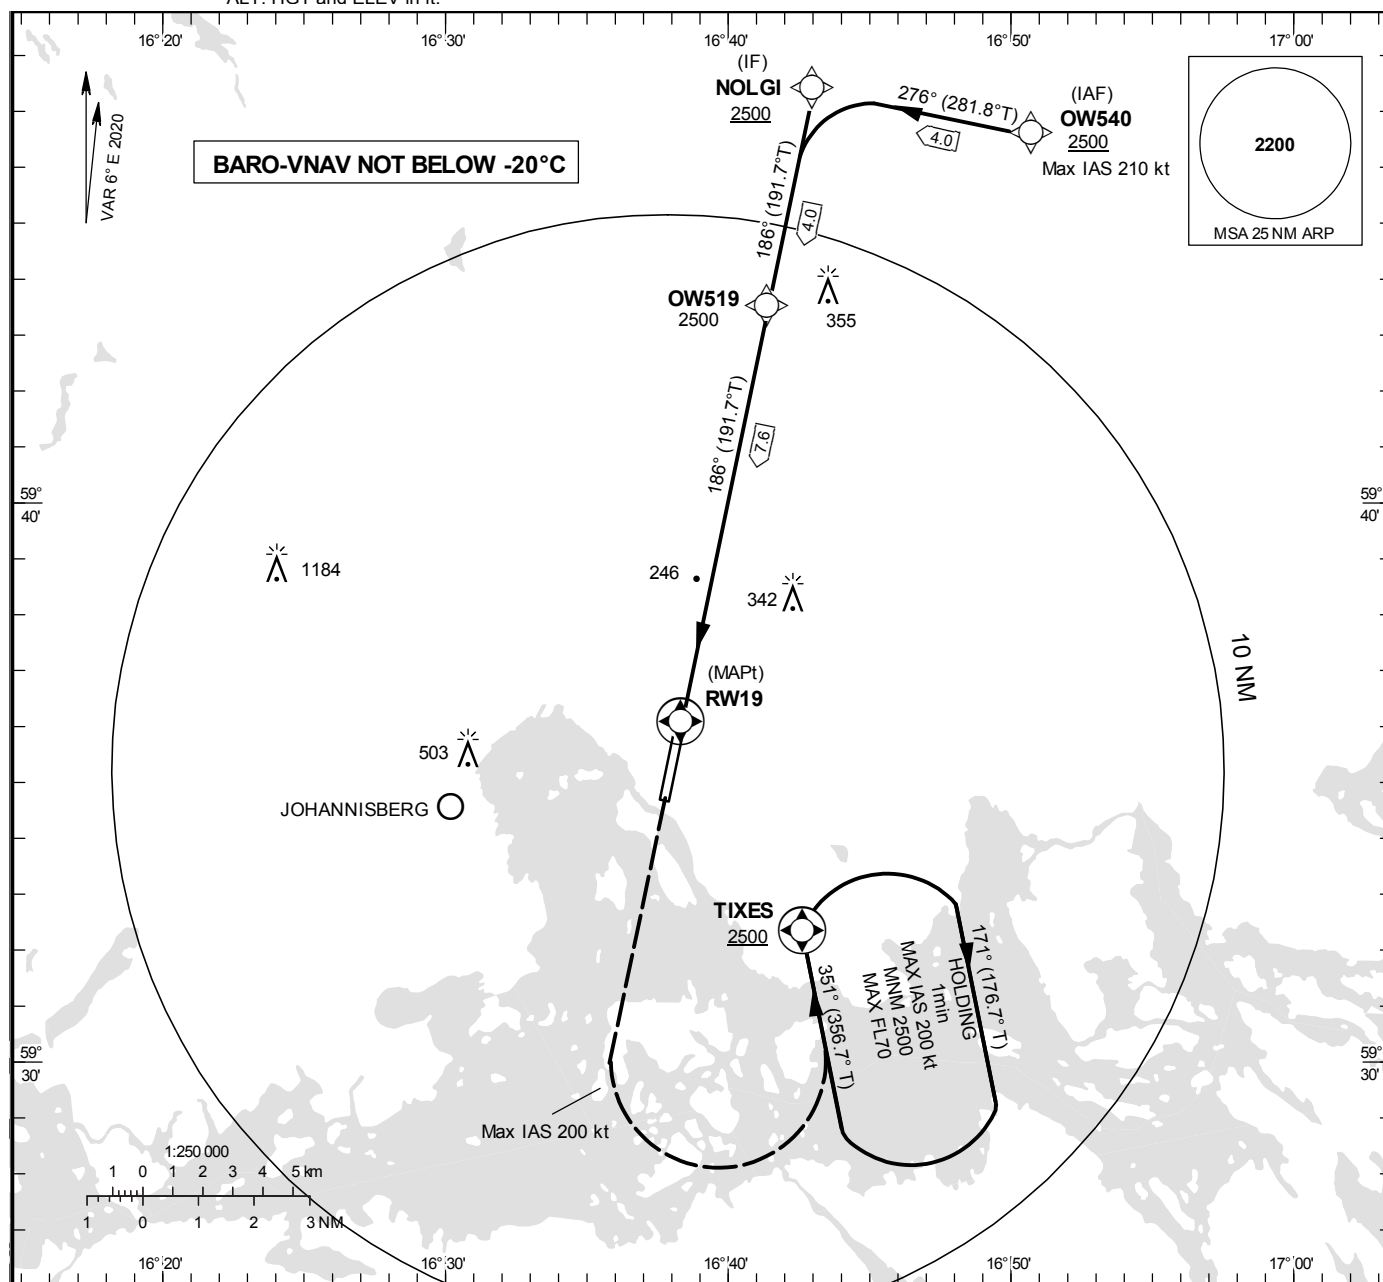 16° 20'
16° 30'
16° 40'
16° 50'
17° 00'
(IF)
NOLGI
2500
276° (281.8°T)
4.0
(IAF)
OW540
2500
Max IAS 210 kt
2200
MSA 25 NM ARP
VAR 6° E 2020
BARO-VNAV NOT BELOW -20°C
186° (191.7°T)
4.0
OW519
2500
355
186° (191.7°T)
7.6
59°
40'
59°
40'
1184
246
342
10 NM
(MAPt)
RW19
503
JOHANNISBERG
TIXES
2500
351° (356.7° T)
171° (176.7° T)
HOLDING
1min
MAX IAS 200 kt
MNM 2500
MAX FL70
59°
30'
59°
30'
Max IAS 200 kt
1:250 000
1 0 1 2 3 4 5 km
1 0 1 2 3 NM
16° 20'
16° 30'
16° 40'
16° 50'
17° 00'